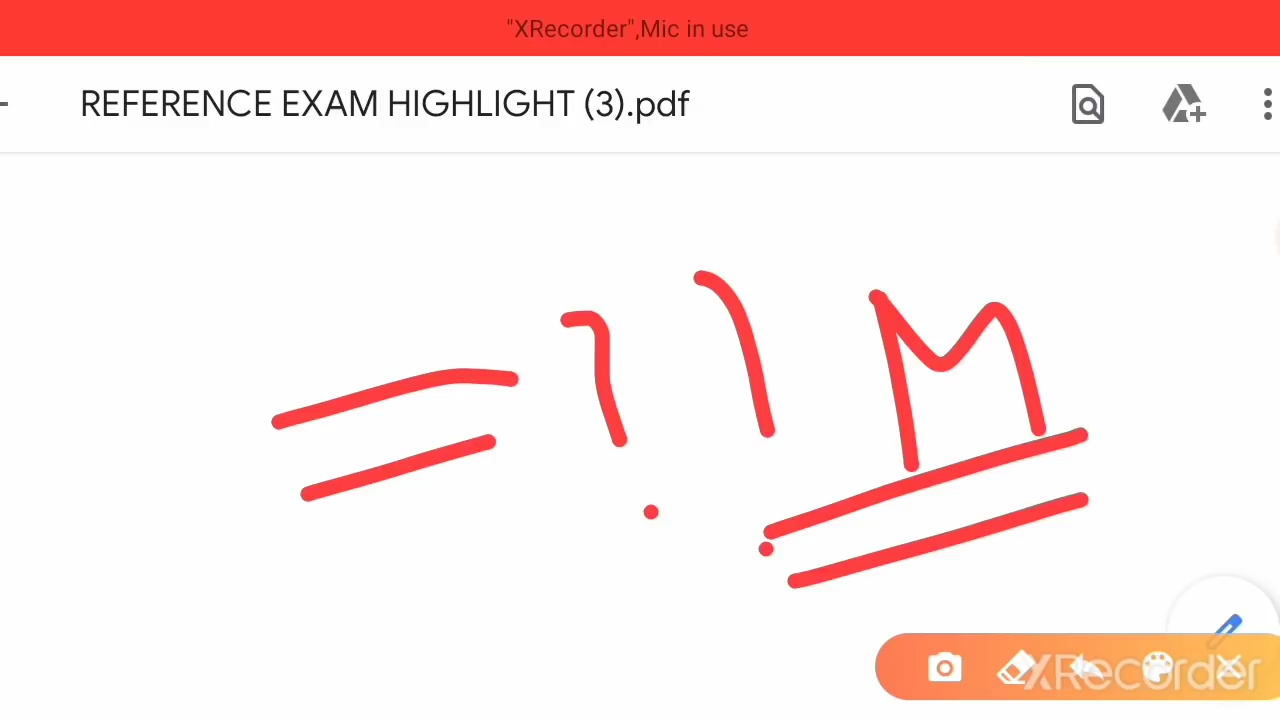 "XRecorder",Mic in use
REFERENCE EXAM HIGHLIGHT (3).pdf
= ? ! M
XRecorder